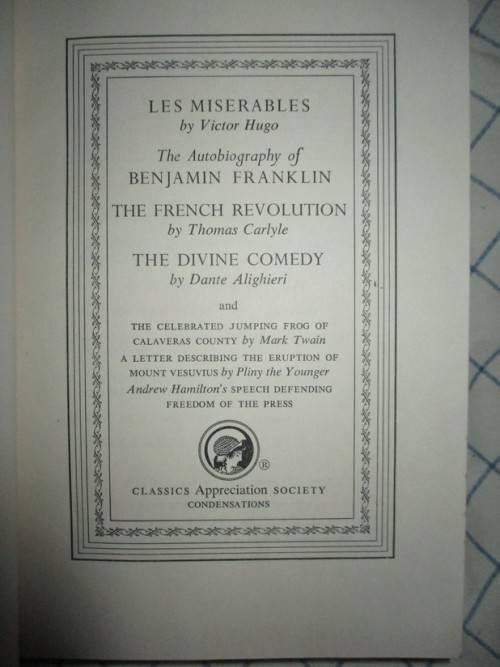 LES MISERABLES
by Victor Hugo
The Autobiography of
BENJAMIN FRANKLIN
THE FRENCH REVOLUTION
by Thomas Carlyle
THE DIVINE COMEDY
by Dante Alighieri
and
THE CELEBRATED JUMPING FROG OF
CALAVERAS COUNTY by Mark Twain
A LETTER DESCRIBING THE ERUPTION OF
MOUNT VESUVIUS by Pliny the Younger
Andrew Hamilton's SPEECH DEFENDING
FREEDOM OF THE PRESS
®
CLASSICS Appreciation SOCIETY
CONDENSATIONS